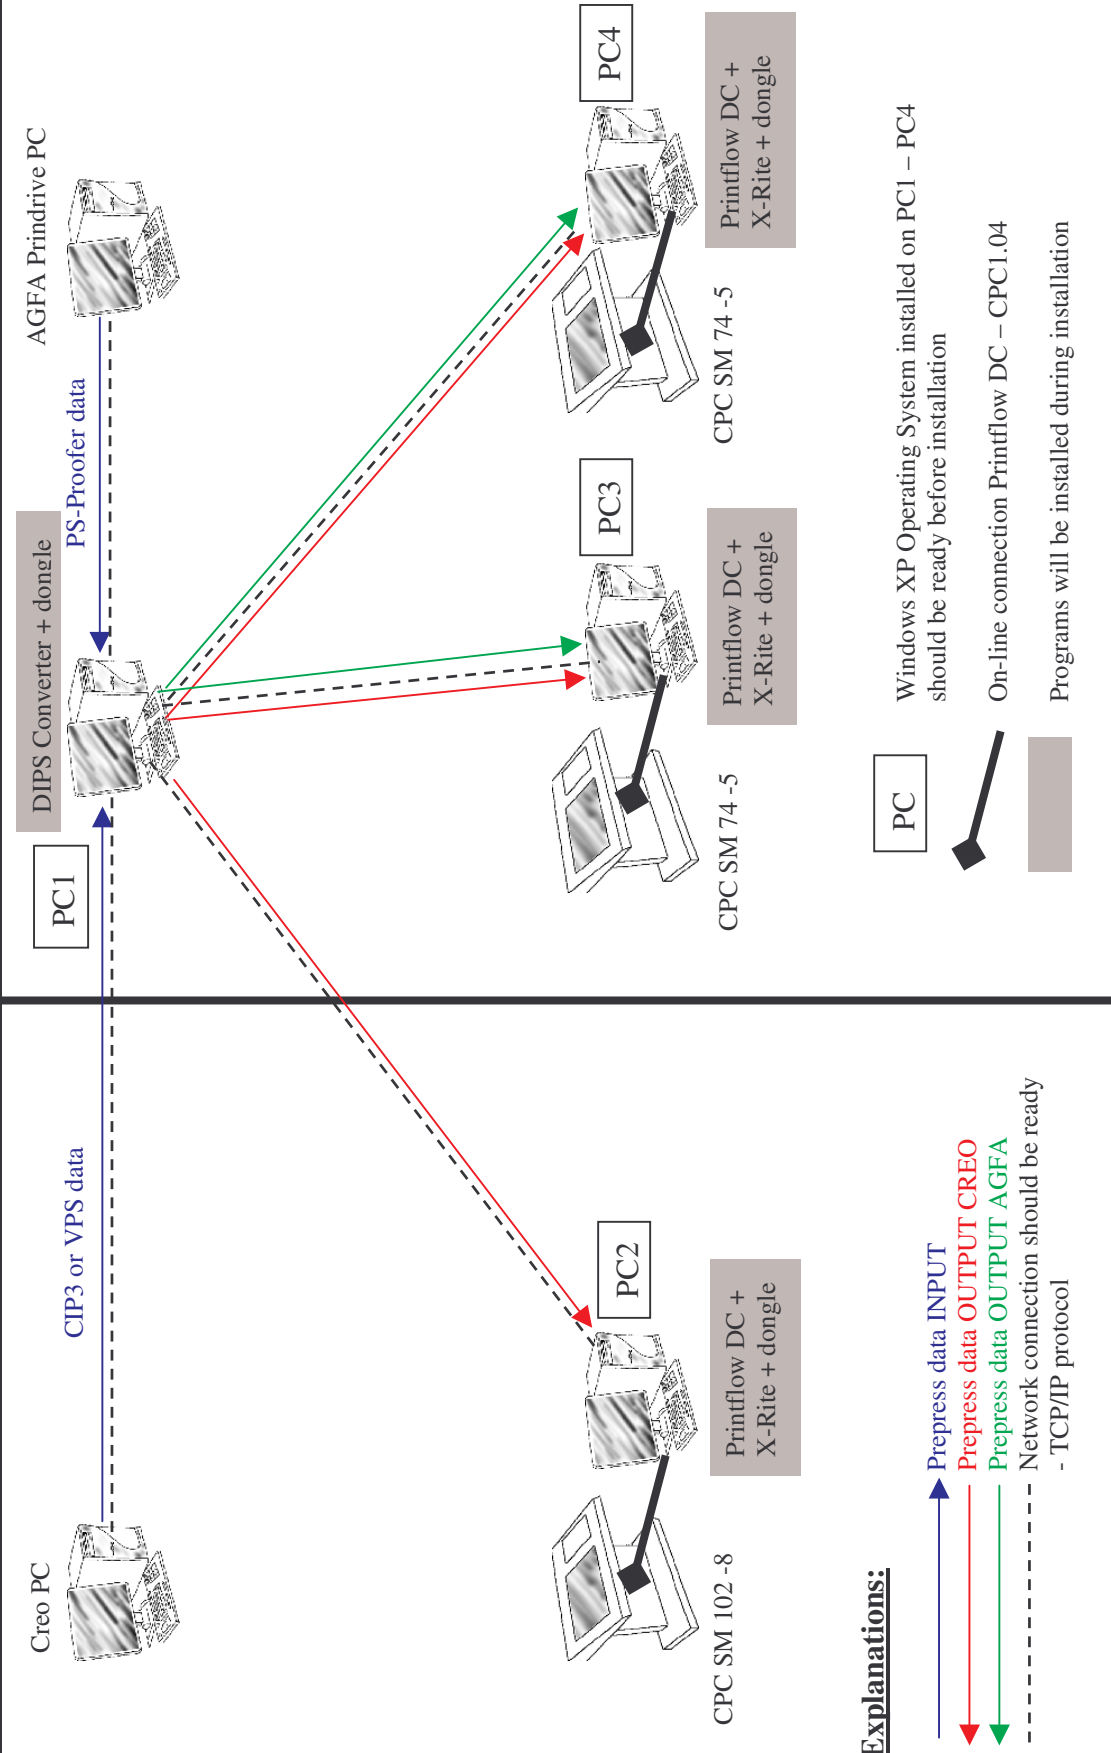 Creo PC
CIP3 or VPS data
PC1
DIPS Converter + dongle
PS-Proofer data
AGFA Prindrive PC
CPC SM 102 -8
PC2
Printflow DC +
X-Rite + dongle
CPC SM 74 -5
PC3
Printflow DC +
X-Rite + dongle
CPC SM 74 -5
PC4
Printflow DC +
X-Rite + dongle
Explanations:
Prepress data INPUT
Prepress data OUTPUT CREO
Prepress data OUTPUT AGFA
Network connection should be ready
- TCP/IP protocol
PC
Windows XP Operating System installed on PC1 – PC4
should be ready before installation
On-line connection Printflow DC – CPC1.04
Programs will be installed during installation